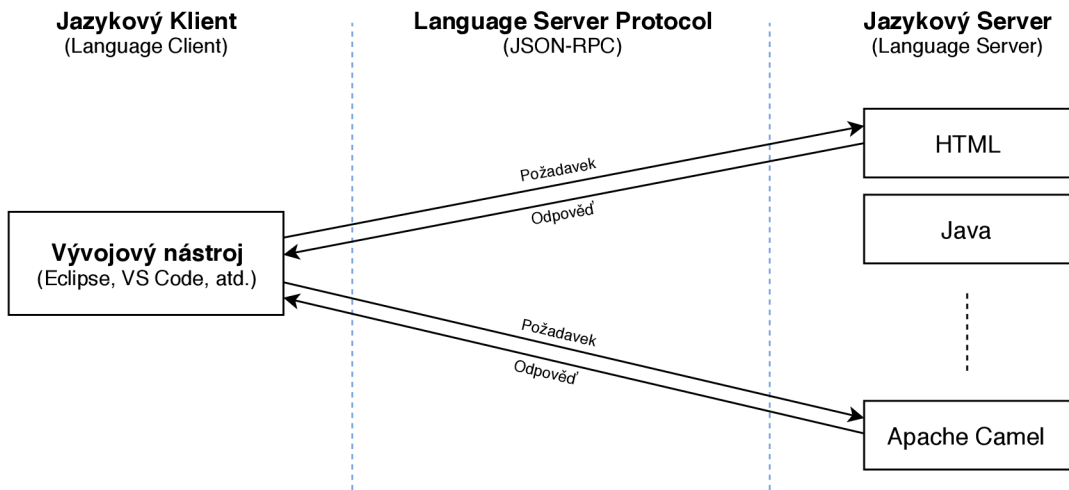 Jazykový Klient
(Language Client)
Language Server Protocol
(JSON-RPC)
Jazykový Server
(Language Server)
HTML
Požadavek
Odpověď
Java
Vývojový nástroj
(Eclipse, VS Code, atd.)
Požadavek
Odpověď
Apache Camel